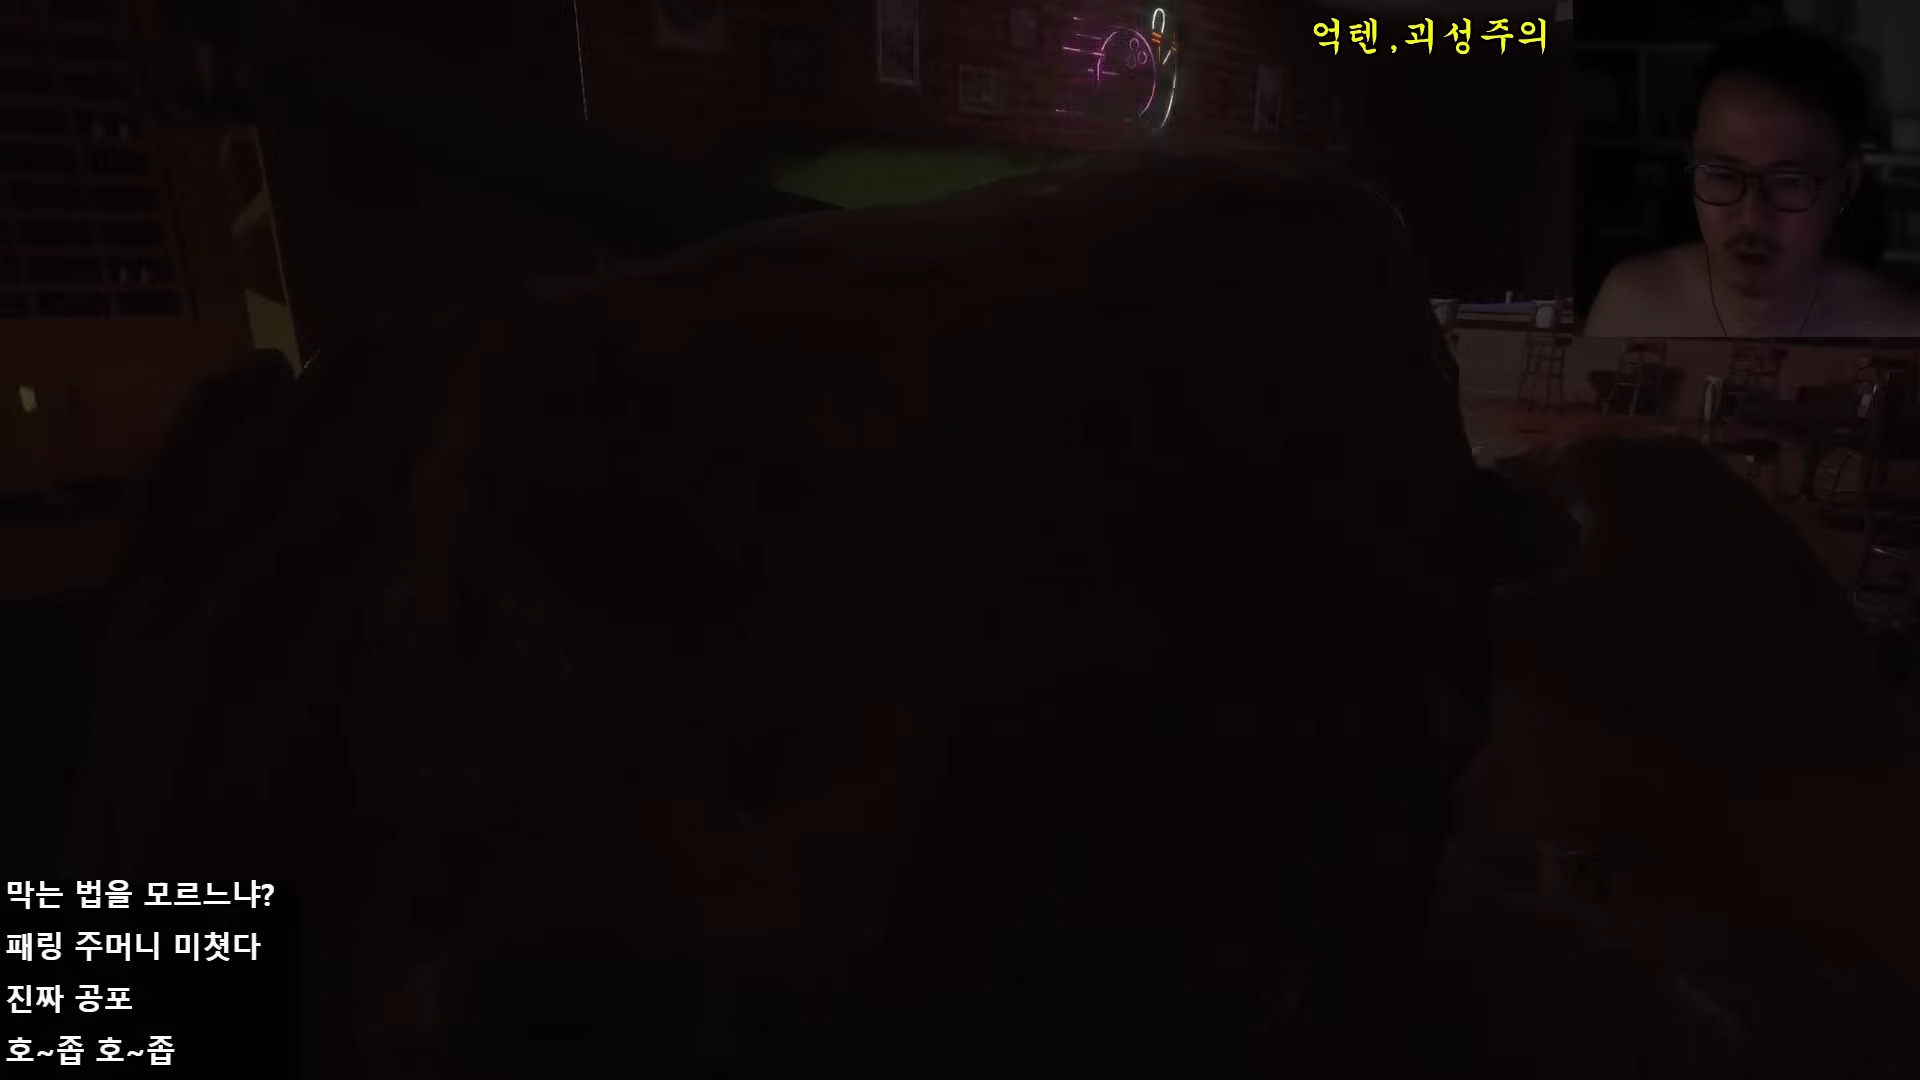 억텐,괴성주의
막는 법을 모르느냐?
패링 주머니 미쳣다
진짜 공포
호~좁 호~좁